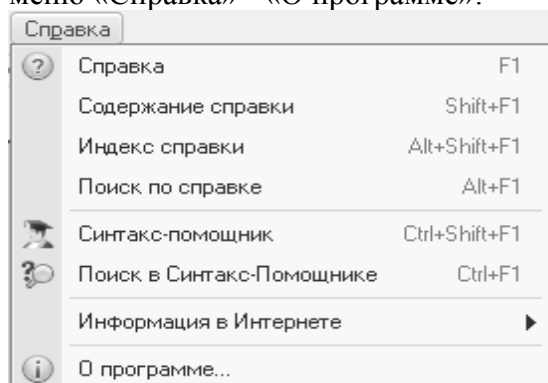 меню «Справка» - «О программе».
Справка
Справка F1
Содержание справки Shift+F1
Индекс справки Alt+Shift+F1
Поиск по справке Alt+F1
Синтакс-помощник Ctrl+Shift+F1
Поиск в Синтакс-Помощнике Ctrl+F1
Информация в Интернете
О программе...